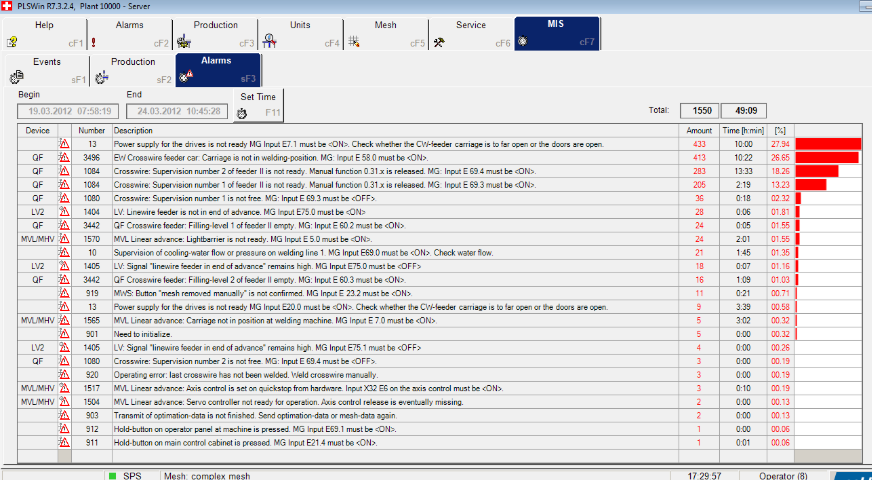 PLSWin R7.3.2.4, Plant 10000 - Server
Help Alarms Production Units Mesh Service MIS
cF1 cF2 cF3 cF4 cF5 cF6 cF7
Events Production Alarms
sF1 sF2 sF3
Begin End Set Time
19.03.2012 07:58:19 24.03.2012 10:45:28 F11 Total: 1550 49:09
Device Number Description Amount Time [h:min] [%]
13 Power supply for the drives is not ready MG Input E7.1 must be <ON>. Check whether the CW-feeder carriage is to far open or the doors are open. 433 10:00 27.94
QF 3496 EW Crosswire feeder car: Carriage is not in welding-position. MG: Input E 58.0 must be <ON>. 413 10:22 26.65
QF 1084 Crosswire: Supervision number 2 of feeder II is not ready. Manual function 0.31.x is released. MG: Input E 69.4 must be <ON>. 283 13:33 18.26
QF 1084 Crosswire: Supervision number 1 of feeder II is not ready. Manual function 0.31.x is released. MG: Input E 69.3 must be <ON>. 205 2:19 13.23
QF 1080 Crosswire: Supervision number 1 is not free. MG: Input E 69.3 must be <OFF>. 36 0:18 02.32
LV2 1404 LV: Linewire feeder is not in end of advance. MG Input E75.0 must be <ON> 28 0:06 01.81
QF 3442 QF Crosswire feeder: Filling-level 1 of feeder II empty. MG: Input E 60.2 must be <ON>. 24 0:05 01.55
MVL/MHV 1570 MVL Linear advance: Lightbarrier is not ready. MG Input E 5.0 must be <ON>. 24 2:01 01.55
10 Supervision of cooling-water flow or pressure on welding line 1. MG Input E69.0 must be <ON>. Check water flow. 21 1:45 01.35
LV2 1405 LV: Signal "linewire feeder in end of advance" remains high. MG Input E75.0 must be <OFF> 18 0:07 01.16
QF 3442 QF Crosswire feeder: Filling-level 2 of feeder II empty. MG: Input E 60.3 must be <ON>. 16 1:09 01.03
919 MWS: Button "mesh removed manually" is not confirmed. MG Input E 23.2 must be <ON>. 11 0:21 00.71
13 Power supply for the drives is not ready MG Input E20.0 must be <ON>. Check whether the CW-feeder carriage is to far open or the doors are open. 9 3:39 00.58
MVL/MHV 1565 MVL Linear advance: Carriage not in position at welding machine. MG Input E 7.0 must be <ON>. 5 3:02 00.32
901 Need to initialize. 5 0:00 00.32
LV2 1405 LV: Signal "linewire feeder in end of advance" remains high. MG Input E75.1 must be <OFF> 4 0:00 00.26
QF 1080 Crosswire: Supervision number 2 is not free. MG: Input E 69.4 must be <OFF>. 3 0:00 00.19
920 Operating error: last crosswire has not been welded. Weld crosswire manually. 3 0:00 00.19
MVL/MHV 1517 MVL Linear advance: Axis control is set on quickstop from hardware. Input X32 E6 on the axis control must be <ON>. 3 0:10 00.19
MVL/MHV 1504 MVL Linear advance: Servo controller not ready for operation. Axis control release is eventually missing. 2 0:00 00.13
903 Transmit of optimation-data is not finished. Send optimation-data or mesh-data again. 2 0:00 00.13
912 Hold-button on operator panel at machine is pressed. MG Input E69.1 must be <ON>. 1 0:00 00.06
911 Hold-button on main control cabinet is pressed. MG Input E21.4 must be <ON>. 1 0:01 00.06
SPS Mesh: complex mesh 17:29:57 Operator (8)